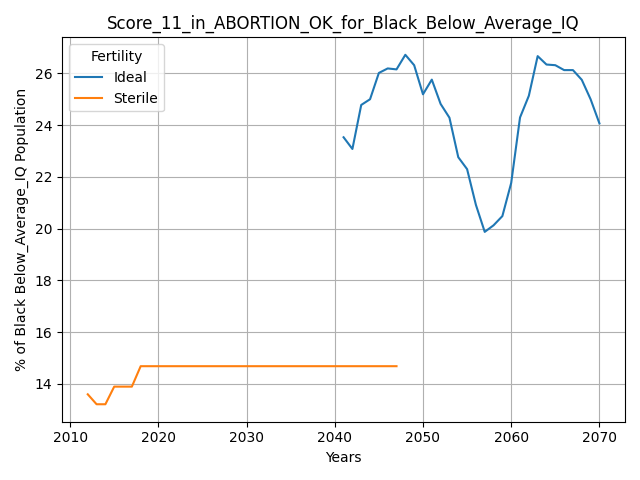 Score_11_in_ABORTION_OK_for_Black_Below_Average_IQ
% of Black Below_Average_IQ Population
Fertility
Ideal
Sterile
26
24
22
20
18
16
14
2010 2020 2030 2040 2050 2060 2070
Years